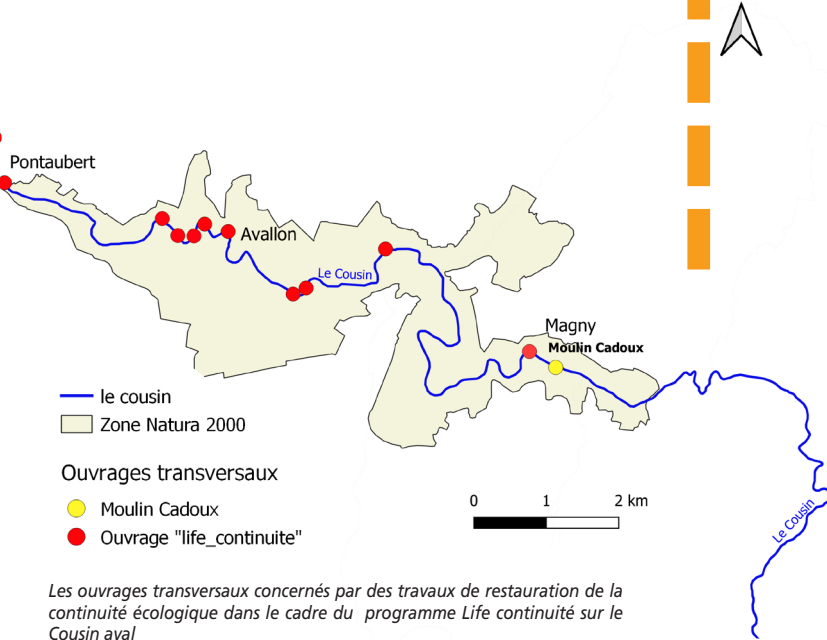 Pontaubert
Avallon
Le Cousin
Magny
Moulin Cadoux
le cousin
Zone Natura 2000
Ouvrages transversaux
Moulin Cadoux
Ouvrage "life_continuite"
0 1 2 km
Le Cousin
Les ouvrages transversaux concernés par des travaux de restauration de la
continuité écologique dans le cadre du programme Life continuité sur le
Cousin aval